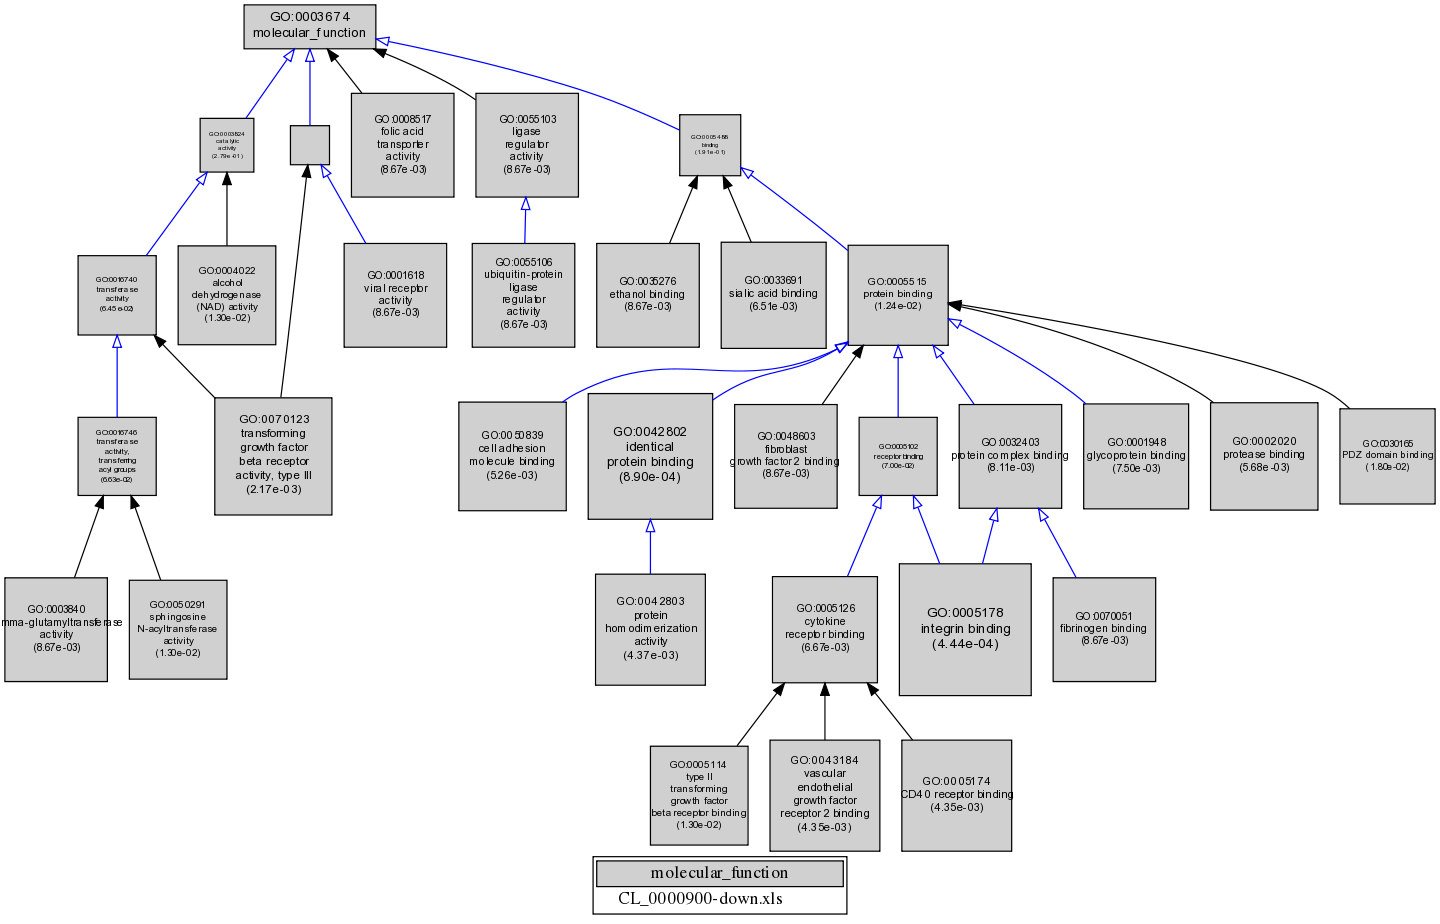 GO:0003674
molecular_function
GO:0003824
catalytic
activity
(2.79e-01)
GO:0008517
folic acid
transporter
activity
(8.67e-03)
GO:0055103
ligase
regulator
activity
(8.67e-03)
GO:0005488
binding
(1.91e-01)
GO:0016740
transferase
activity
(6.45e-02)
GO:0004022
alcohol
dehydrogenase
(NAD) activity
(1.30e-02)
GO:0001618
viral receptor
activity
(8.67e-03)
GO:0055106
ubiquitin-protein
ligase
regulator
activity
(8.67e-03)
GO:0035276
ethanol binding
(8.67e-03)
GO:0033691
sialic acid binding
(6.51e-03)
GO:0005515
protein binding
(1.24e-02)
GO:0016746
transferase
activity,
transferring
acyl groups
(6.63e-02)
GO:0070123
transforming
growth factor
beta receptor
activity, type III
(2.17e-03)
GO:0050839
cell adhesion
molecule binding
(5.26e-03)
GO:0042802
identical
protein binding
(8.90e-04)
GO:0048603
fibroblast
growth factor 2 binding
(8.67e-03)
GO:0005102
receptor binding
(7.00e-02)
GO:0032403
protein complex binding
(8.11e-03)
GO:0001948
glycoprotein binding
(7.50e-03)
GO:0002020
protease binding
(5.68e-03)
GO:0030165
PDZ domain binding
(1.80e-02)
GO:0003840
mma-glutamyltransferase
activity
(8.67e-03)
GO:0050291
sphingosine
N-acyltransferase
activity
(1.30e-02)
GO:0042803
protein
homodimerization
activity
(4.37e-03)
GO:0005126
cytokine
receptor binding
(6.67e-03)
GO:0005178
integrin binding
(4.44e-04)
GO:0070051
fibrinogen binding
(8.67e-03)
GO:0005114
type II
transforming
growth factor
beta receptor binding
(1.30e-02)
GO:0043184
vascular
endothelial
growth factor
receptor 2 binding
(4.35e-03)
GO:0005174
CD40 receptor binding
(4.35e-03)
molecular_function
CL_0000900-down.xls